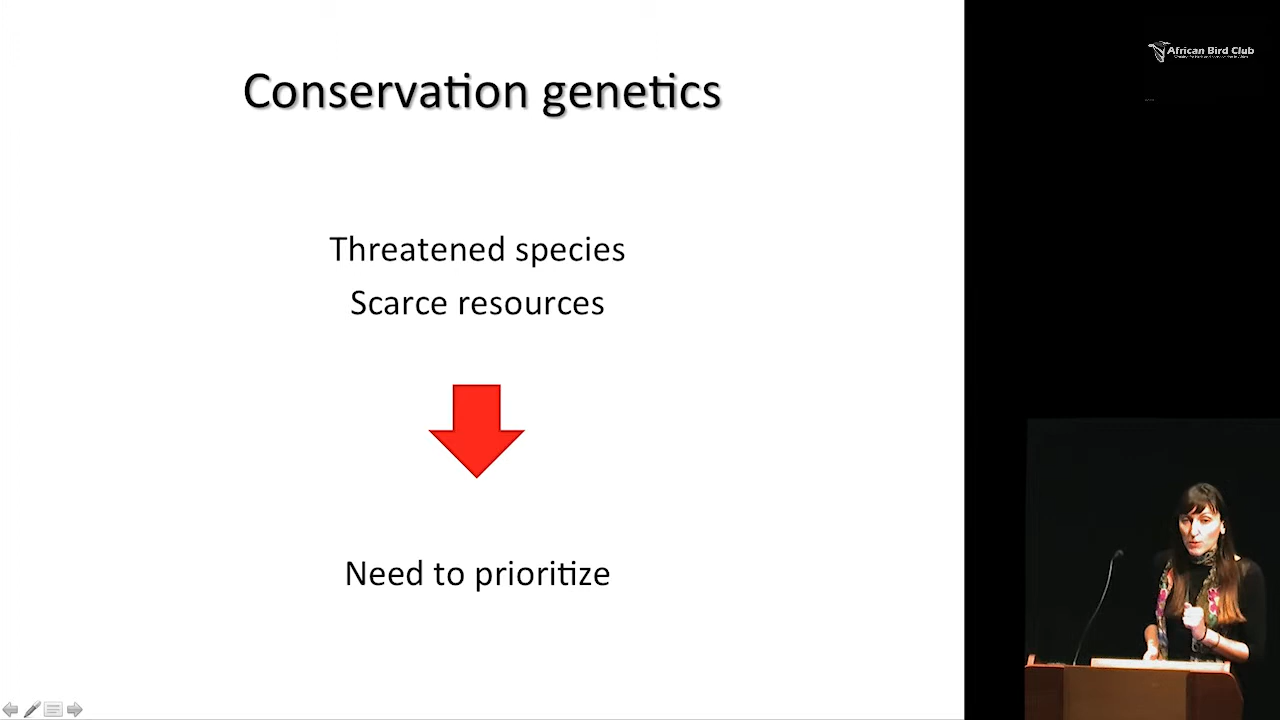 Conservation genetics
Threatened species
Scarce resources
Need to prioritize
African Bird Club